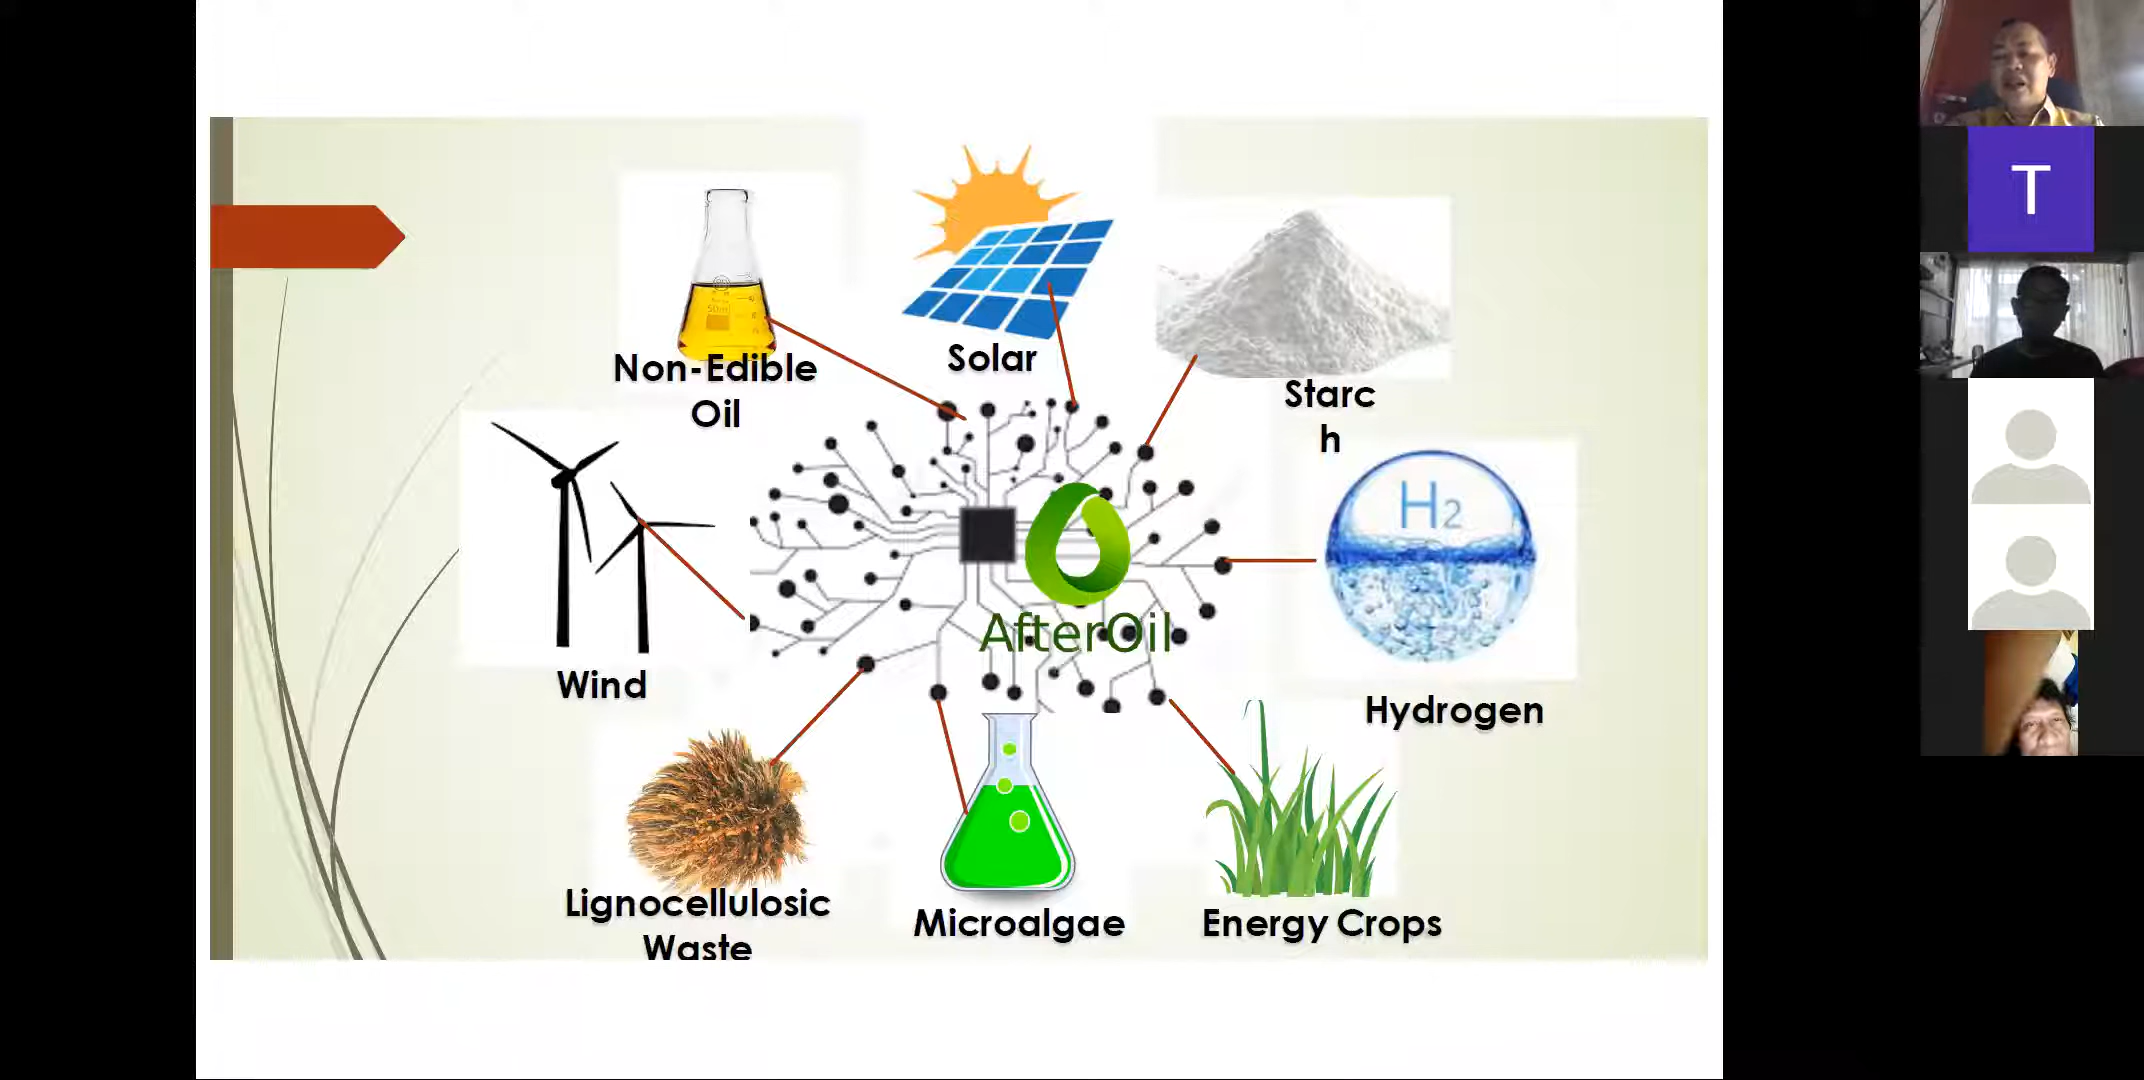 Solar
Non-Edible
Oil
Starc
h
H2
AfterOil
Wind
Hydrogen
Lignocellulosic
Waste
Microalgae
Energy Crops
T